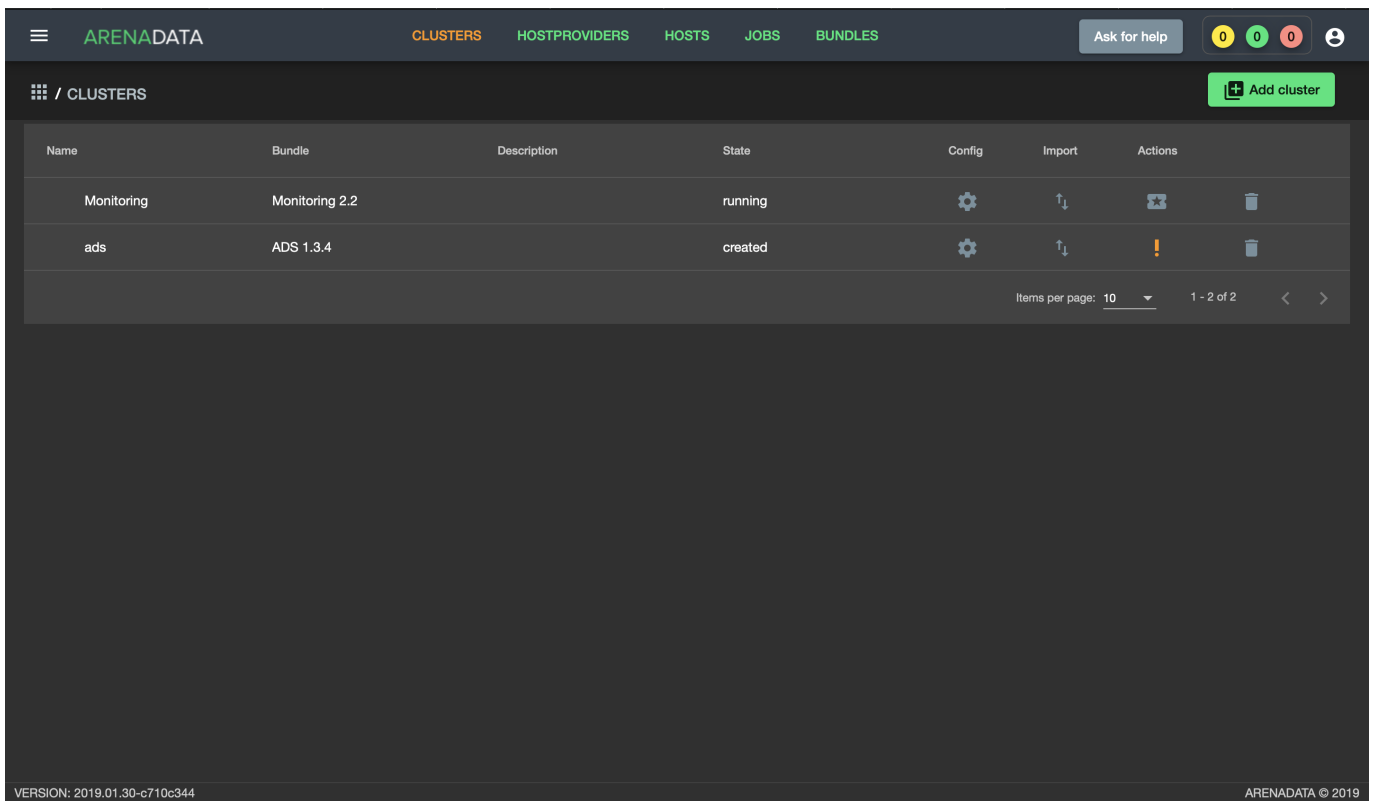 ARENADATA CLUSTERS HOSTPROVIDERS HOSTS JOBS BUNDLES Ask for help 0 0 0
/ CLUSTERS Add cluster
Name Bundle Description State Config Import Actions
Monitoring Monitoring 2.2 running
ads ADS 1.3.4 created
Items per page: 10 1 - 2 of 2
VERSION: 2019.01.30-c710c344 ARENADATA © 2019